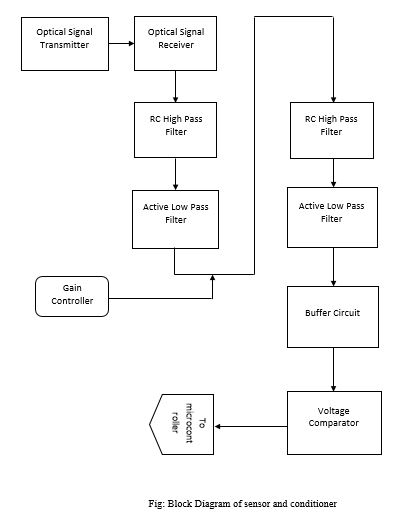 Optical Signal
Transmitter
Optical Signal
Receiver
RC High Pass
Filter
Active Low Pass
Filter
Gain
Controller
RC High Pass
Filter
Active Low Pass
Filter
Buffer Circuit
Voltage
Comparator
To
microcont
roller
Fig: Block Diagram of sensor and conditioner